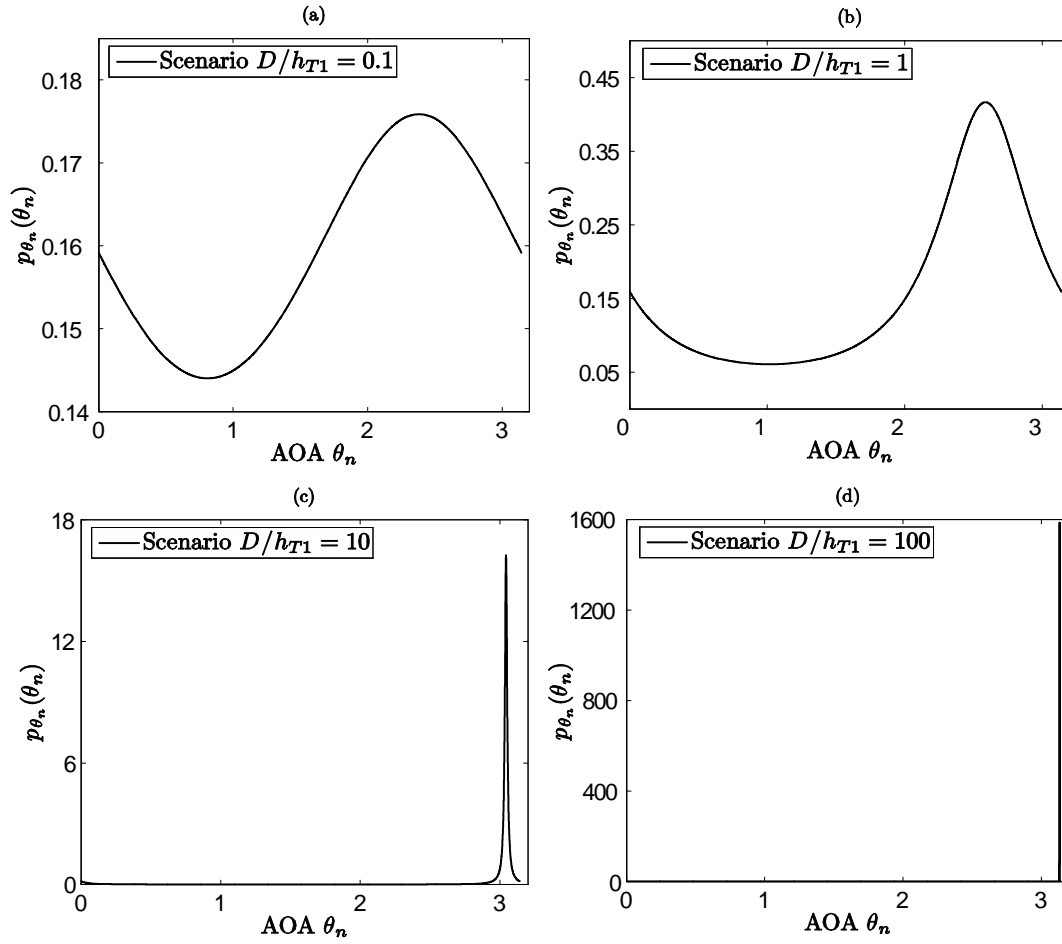 (a)
Scenario D/h_{T1} = 0.1
0.18
0.17
0.16
0.15
0.14
p_{θ_n}(θ_n)
0 1 2 3
AOA θ_n
(b)
Scenario D/h_{T1} = 1
0.45
0.35
0.25
0.15
0.05
p_{θ_n}(θ_n)
0 1 2 3
AOA θ_n
(c)
Scenario D/h_{T1} = 10
18
12
6
0
p_{θ_n}(θ_n)
0 1 2 3
AOA θ_n
(d)
Scenario D/h_{T1} = 100
1600
1200
800
400
0
p_{θ_n}(θ_n)
0 1 2 3
AOA θ_n